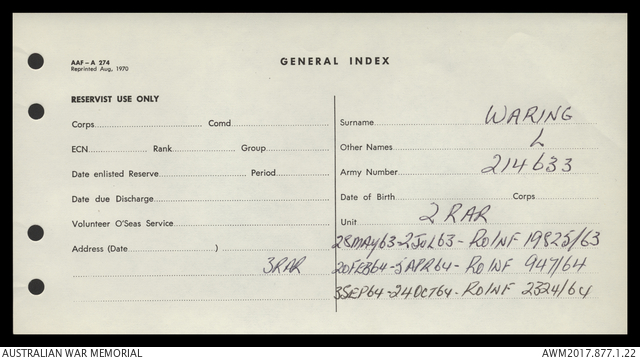 AAF–A 274
Reprinted Aug, 1970
GENERAL INDEX
RESERVIST USE ONLY
Corps Comd
ECN Rank Group
Date enlisted Reserve Period
Date due Discharge
Volunteer O'Seas Service
Address (Date )
3RAR
Surname WARING
Other Names L
Army Number 214633
Date of Birth Corps
Unit 2 RAR
28MAY63-2JUL63-ROINF 19825/63
20FEB64-5APR64-ROINF 947/64
3SEP64-24OCT64-ROINF 2324/64
AUSTRALIAN WAR MEMORIAL AWM2017.877.1.22